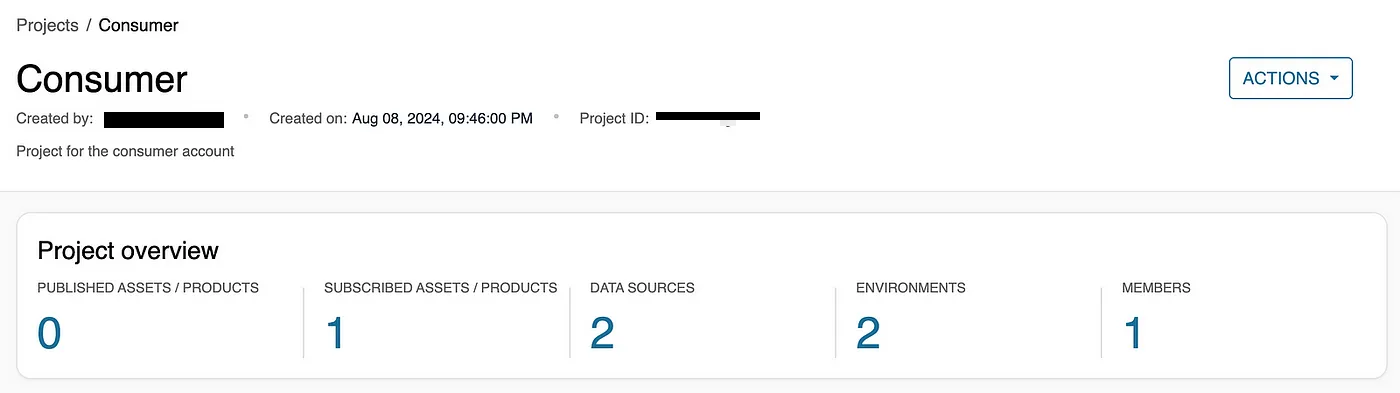 Projects / Consumer
Consumer
ACTIONS
Created by: • Created on: Aug 08, 2024, 09:46:00 PM • Project ID:
Project for the consumer account
Project overview
PUBLISHED ASSETS / PRODUCTS SUBSCRIBED ASSETS / PRODUCTS DATA SOURCES ENVIRONMENTS MEMBERS
0 1 2 2 1